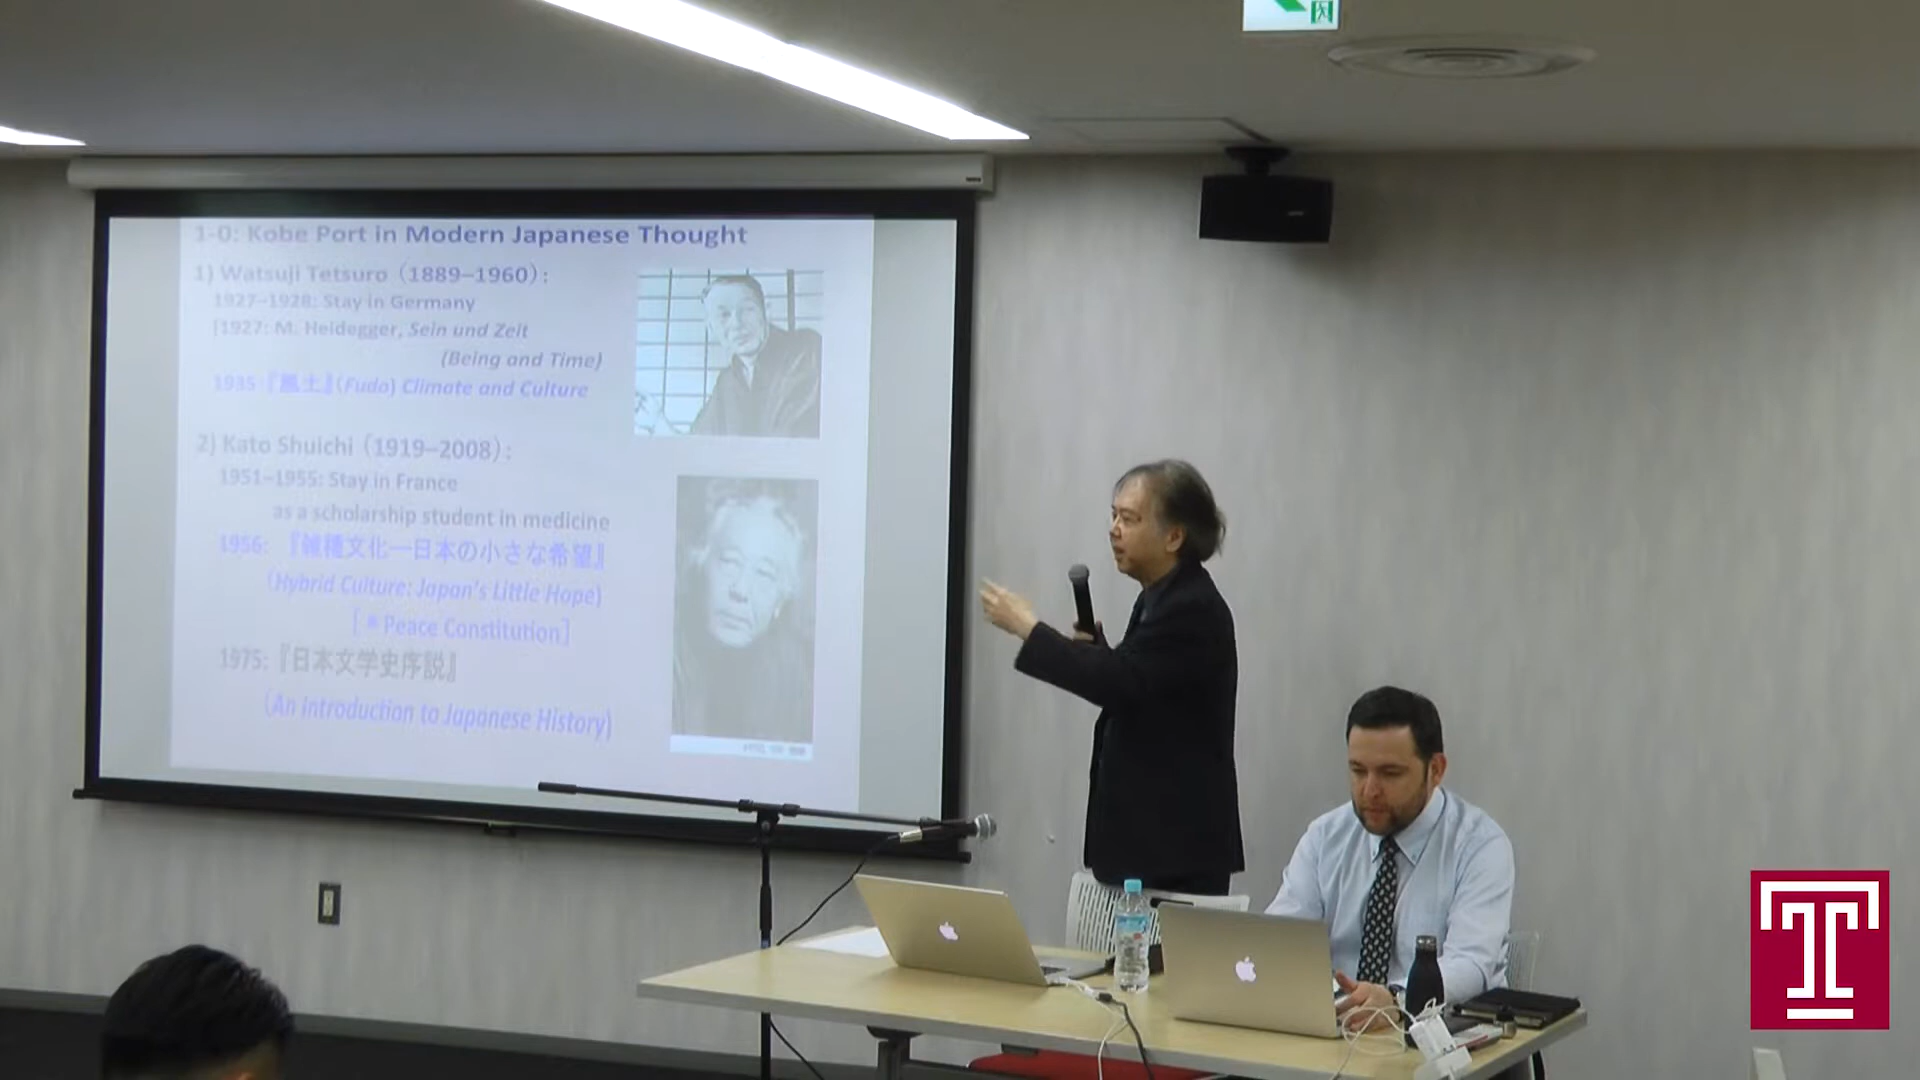 1-0: Kobe Port in Modern Japanese Thought
1) Watsuji Tetsuro (1889–1960):
1927–1928: Stay in Germany
[1927: M. Heidegger, Sein und Zeit
(Being and Time)
1935『風土』(Fudo) Climate and Culture
2) Kato Shuichi (1919–2008):
1951–1955: Stay in France
as a scholarship student in medicine
1956: 『雑種文化―日本の小さな希望』
(Hybrid Culture: Japan's Little Hope)
[ * Peace Constitution]
1975:『日本文学史序説』
(An Introduction to Japanese History)
T